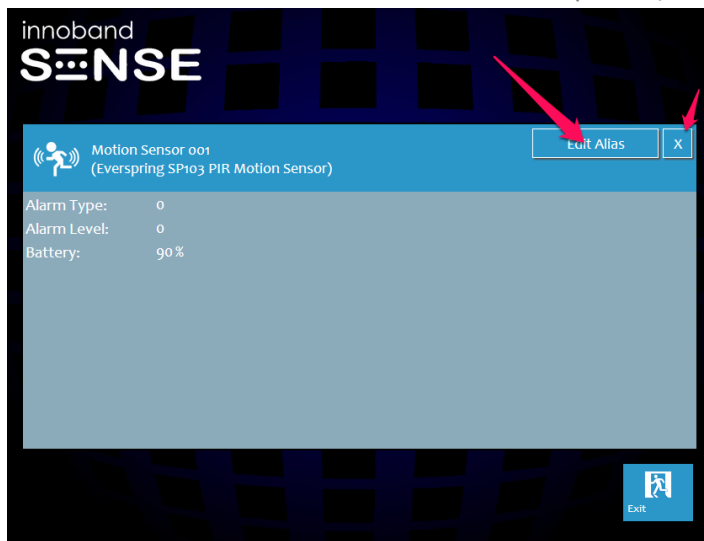 innoband
SENSE
Motion Sensor 001
(Everspring SP103 PIR Motion Sensor)
Edit Alias
X
Alarm Type: 0
Alarm Level: 0
Battery: 90%
Exit